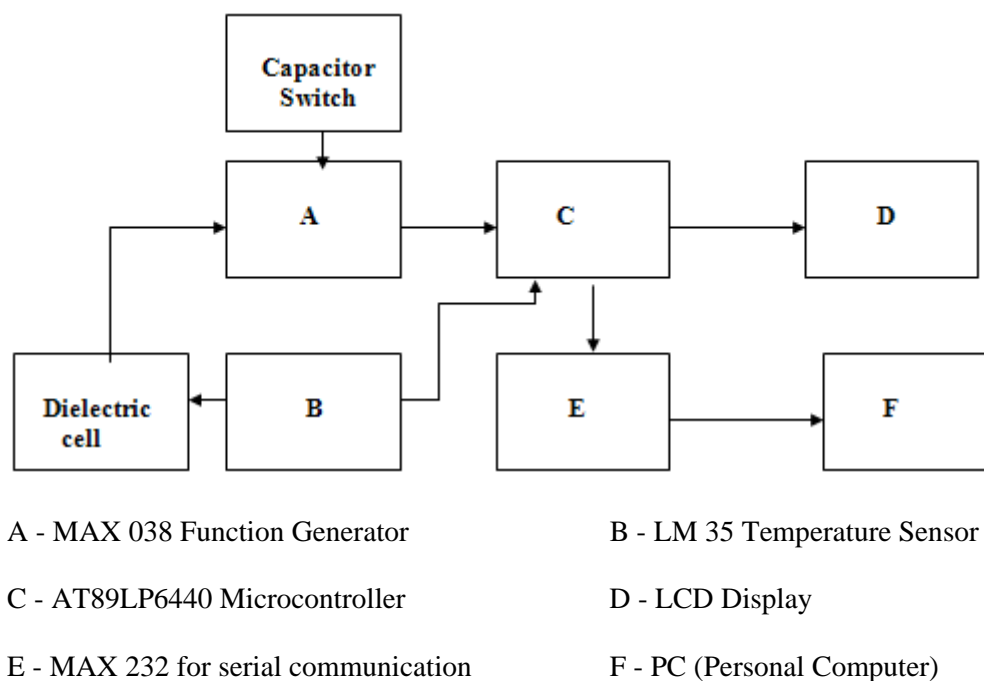 Capacitor
Switch
A
C
D
Dielectric
cell
B
E
F
A - MAX 038 Function Generator
B - LM 35 Temperature Sensor
C - AT89LP6440 Microcontroller
D - LCD Display
E - MAX 232 for serial communication
F - PC (Personal Computer)